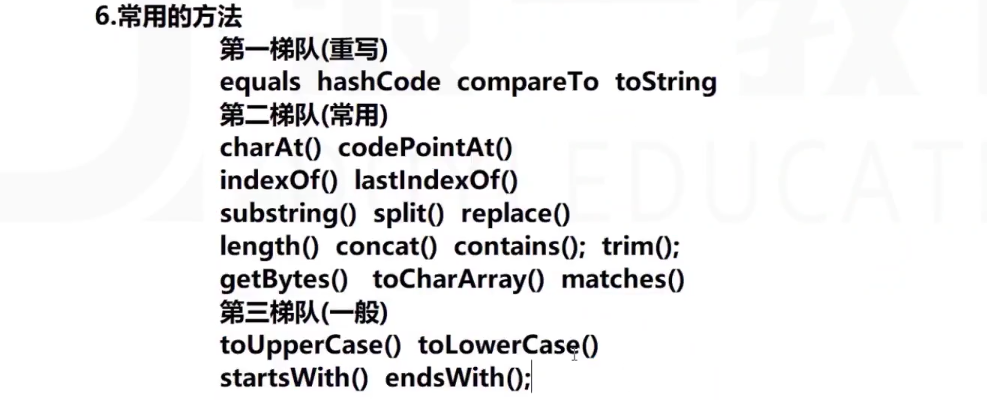 6.常用的方法
第一梯队(重写)
equals hashCode compareTo toString
第二梯队(常用)
charAt() codePointAt()
indexOf() lastIndexOf()
substring() split() replace()
length() concat() contains(); trim();
getBytes() toCharArray() matches()
第三梯队(一般)
toUpperCase() toLowerCase()
startsWith() endsWith();